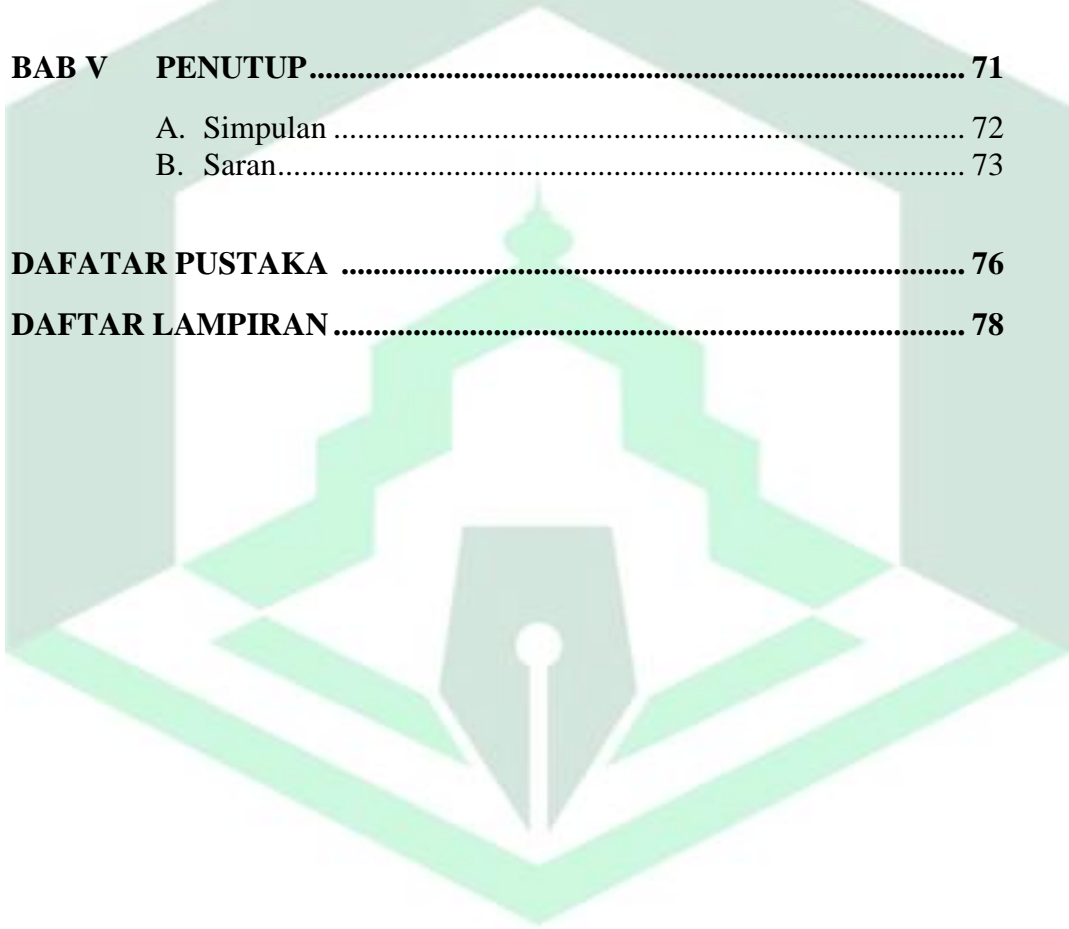 BAB V PENUTUP............................................................................... 71
A. Simpulan ......................................................................... 72
B. Saran................................................................................ 73
DAFATAR PUSTAKA ........................................................................ 76
DAFTAR LAMPIRAN......................................................................... 78